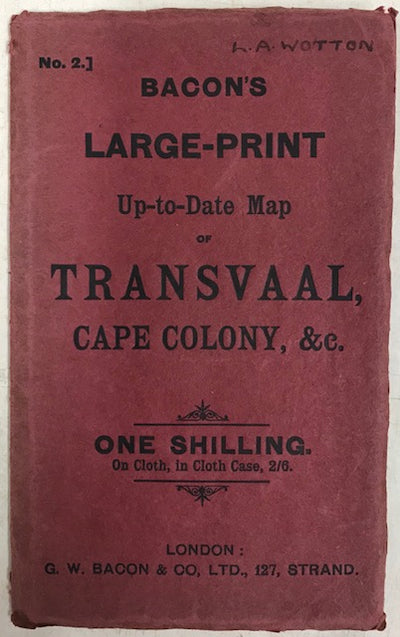 L.A. WOTTON
No. 2.]
BACON'S
LARGE-PRINT
Up-to-Date Map
OF
TRANSVAAL,
CAPE COLONY, &c.
ONE SHILLING.
On Cloth, in Cloth Case, 2/6.
LONDON:
G. W. BACON & CO, LTD., 127, STRAND.